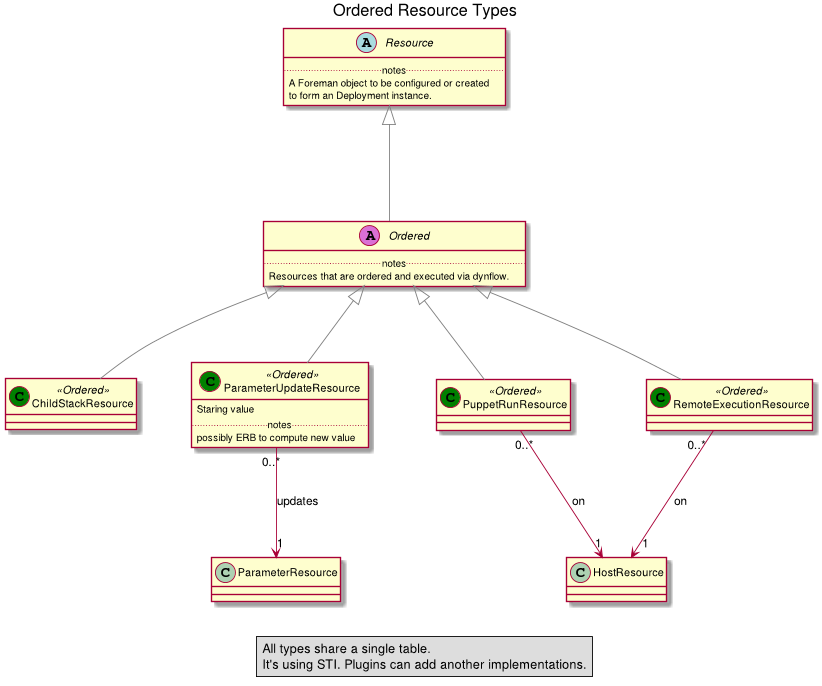 Ordered Resource Types
A Resource
notes
A Foreman object to be configured or created
to form an Deployment instance.
A Ordered
notes
Resources that are ordered and executed via dynflow.
C «Ordered»
ChildStackResource
C «Ordered»
ParameterUpdateResource
Staring value
notes
possibly ERB to compute new value
C «Ordered»
PuppetRunResource
C «Ordered»
RemoteExecutionResource
0..*
updates
1
0..*
on
1
0..*
on
1
C ParameterResource
C HostResource
All types share a single table.
It's using STI. Plugins can add another implementations.